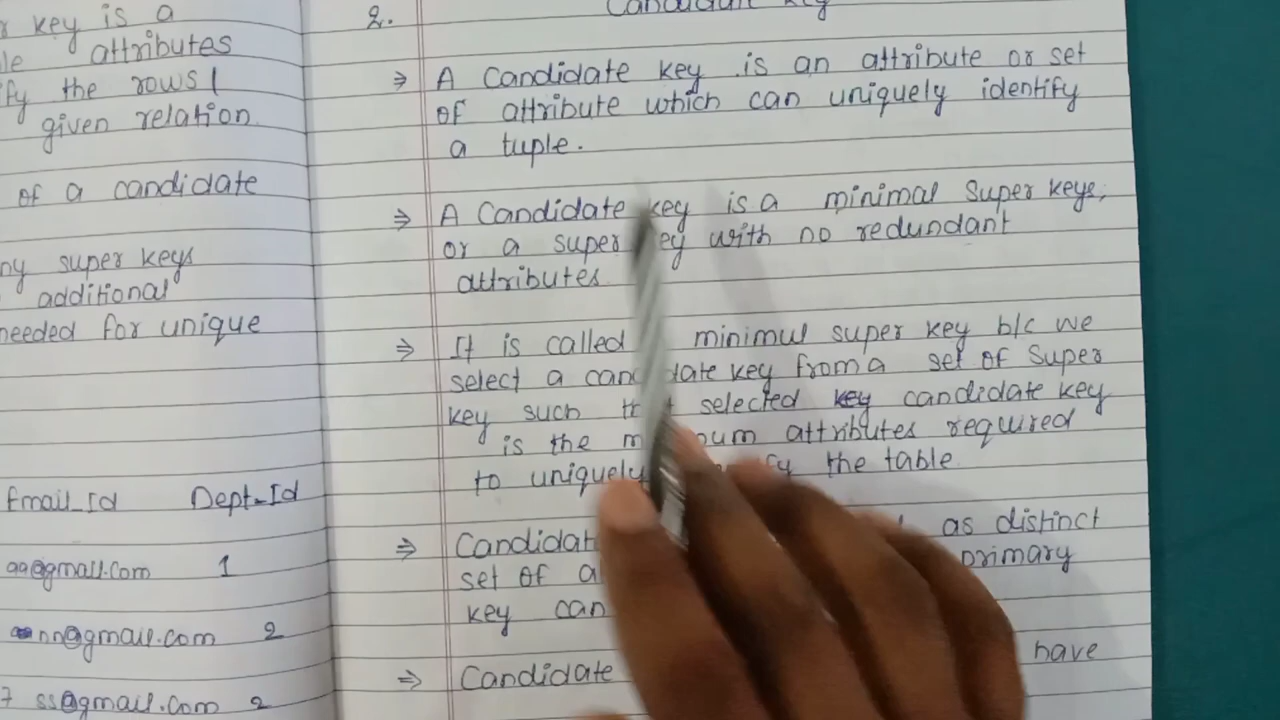 key is a
attributes
the rows
given relation
of a candidate
super keys
additional
needed for unique
Email_Id Dept_Id
aa@gmail.com 1
nn@gmail.com 2
7 ss@gmail.com 2
2. Candidate key
⇒ A Candidate key is an attribute or set
of attribute which can uniquely identify
a tuple.
⇒ A Candidate key is a minimal Super keys,
or a super key with no redundant
attributes.
⇒ It is called minimul super key b/c we
select a candidate key from a set of Super
key such selected key candidate key
is the attributes required
to uniquely the table
⇒ as distinct
set of primary
key can
⇒ Candidate have